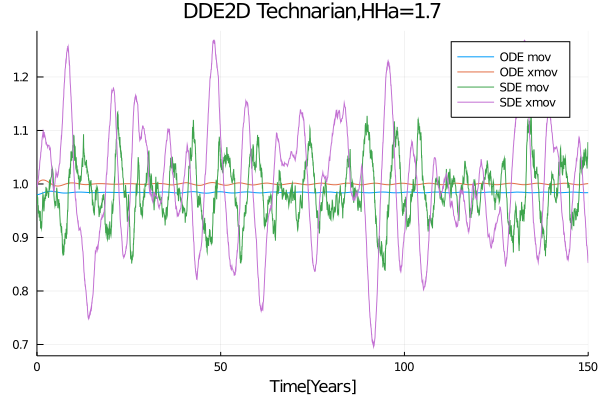 DDE2D Technarian,HHa=1.7
ODE mov
ODE xmov
SDE mov
SDE xmov
1.2
1.1
1.0
0.9
0.8
0.7
0
50
100
150
Time[Years]